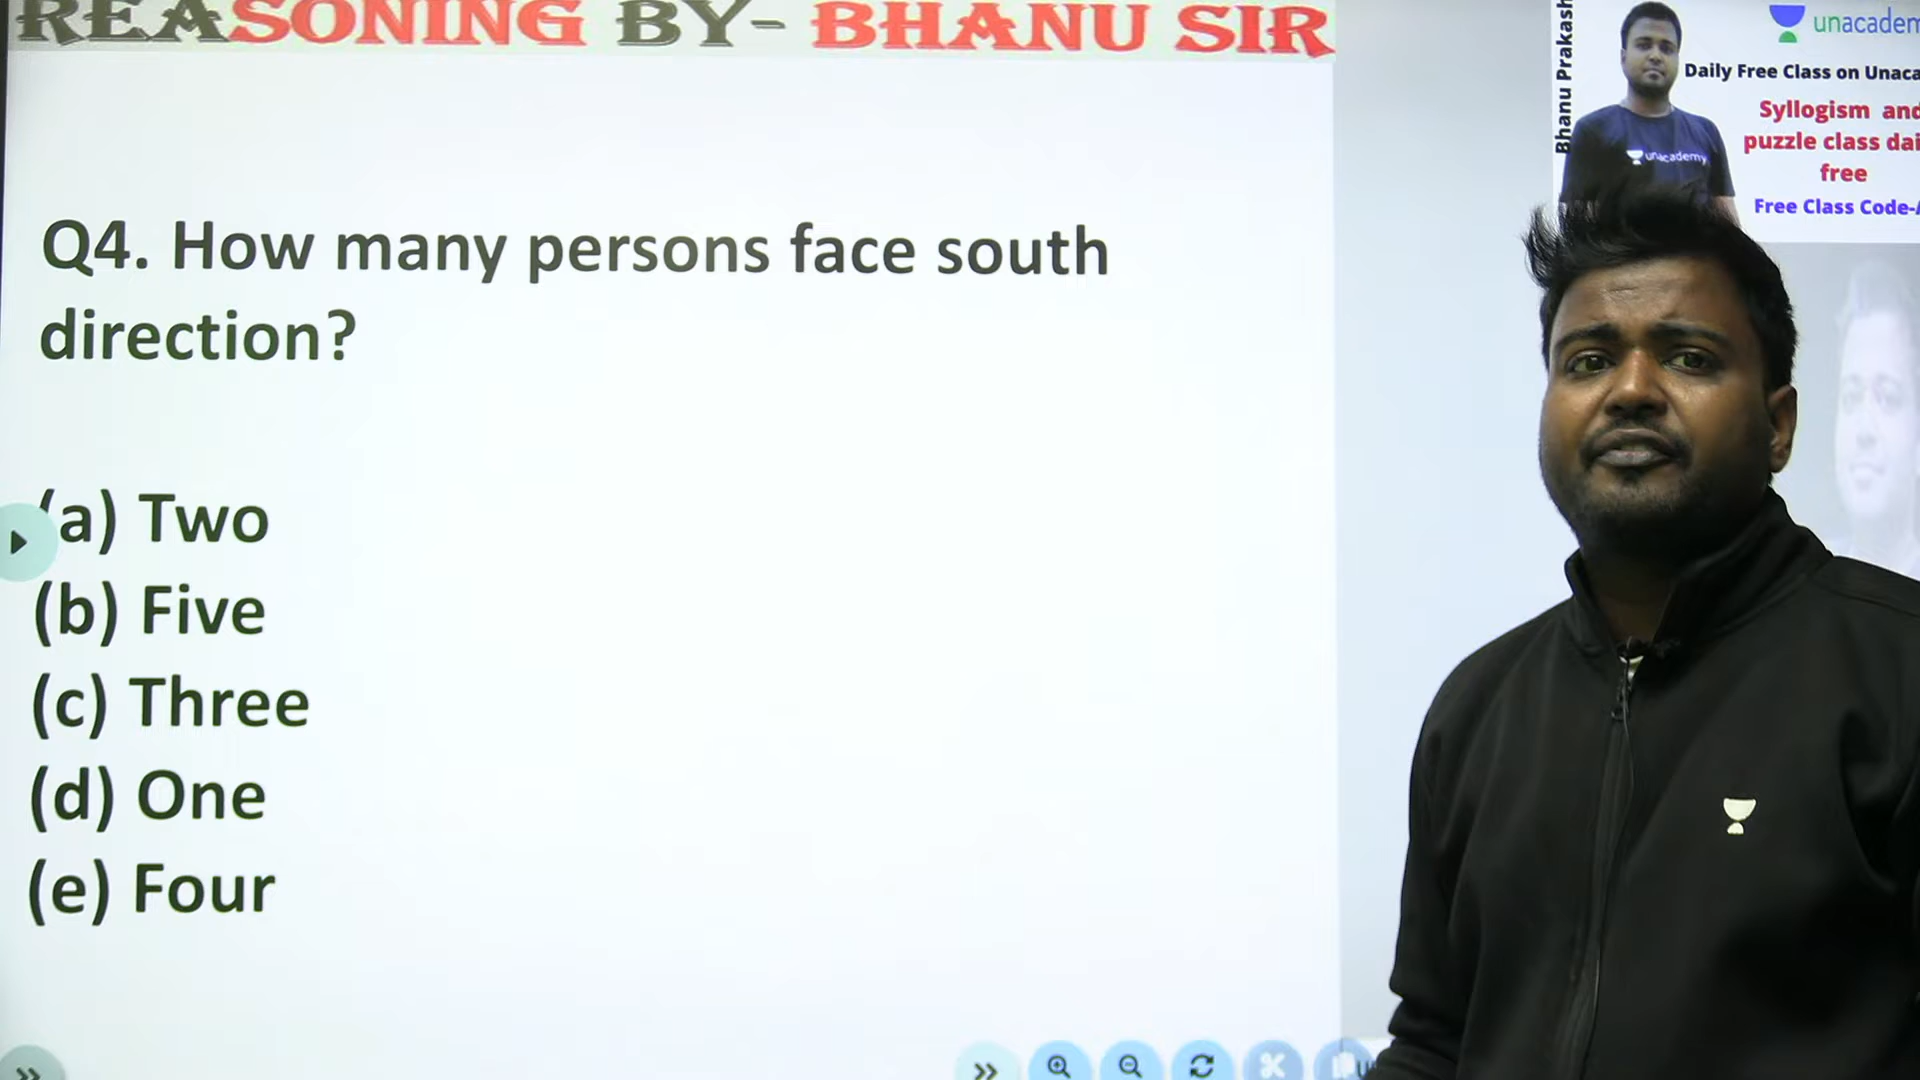 REASONING BY- BHANU SIR
Bhanu Prakash
unacadem
Daily Free Class on Unaca
Syllogism and
puzzle class dai
free
Free Class Code-
unacademy
Q4. How many persons face south
direction?
(a) Two
(b) Five
(c) Three
(d) One
(e) Four